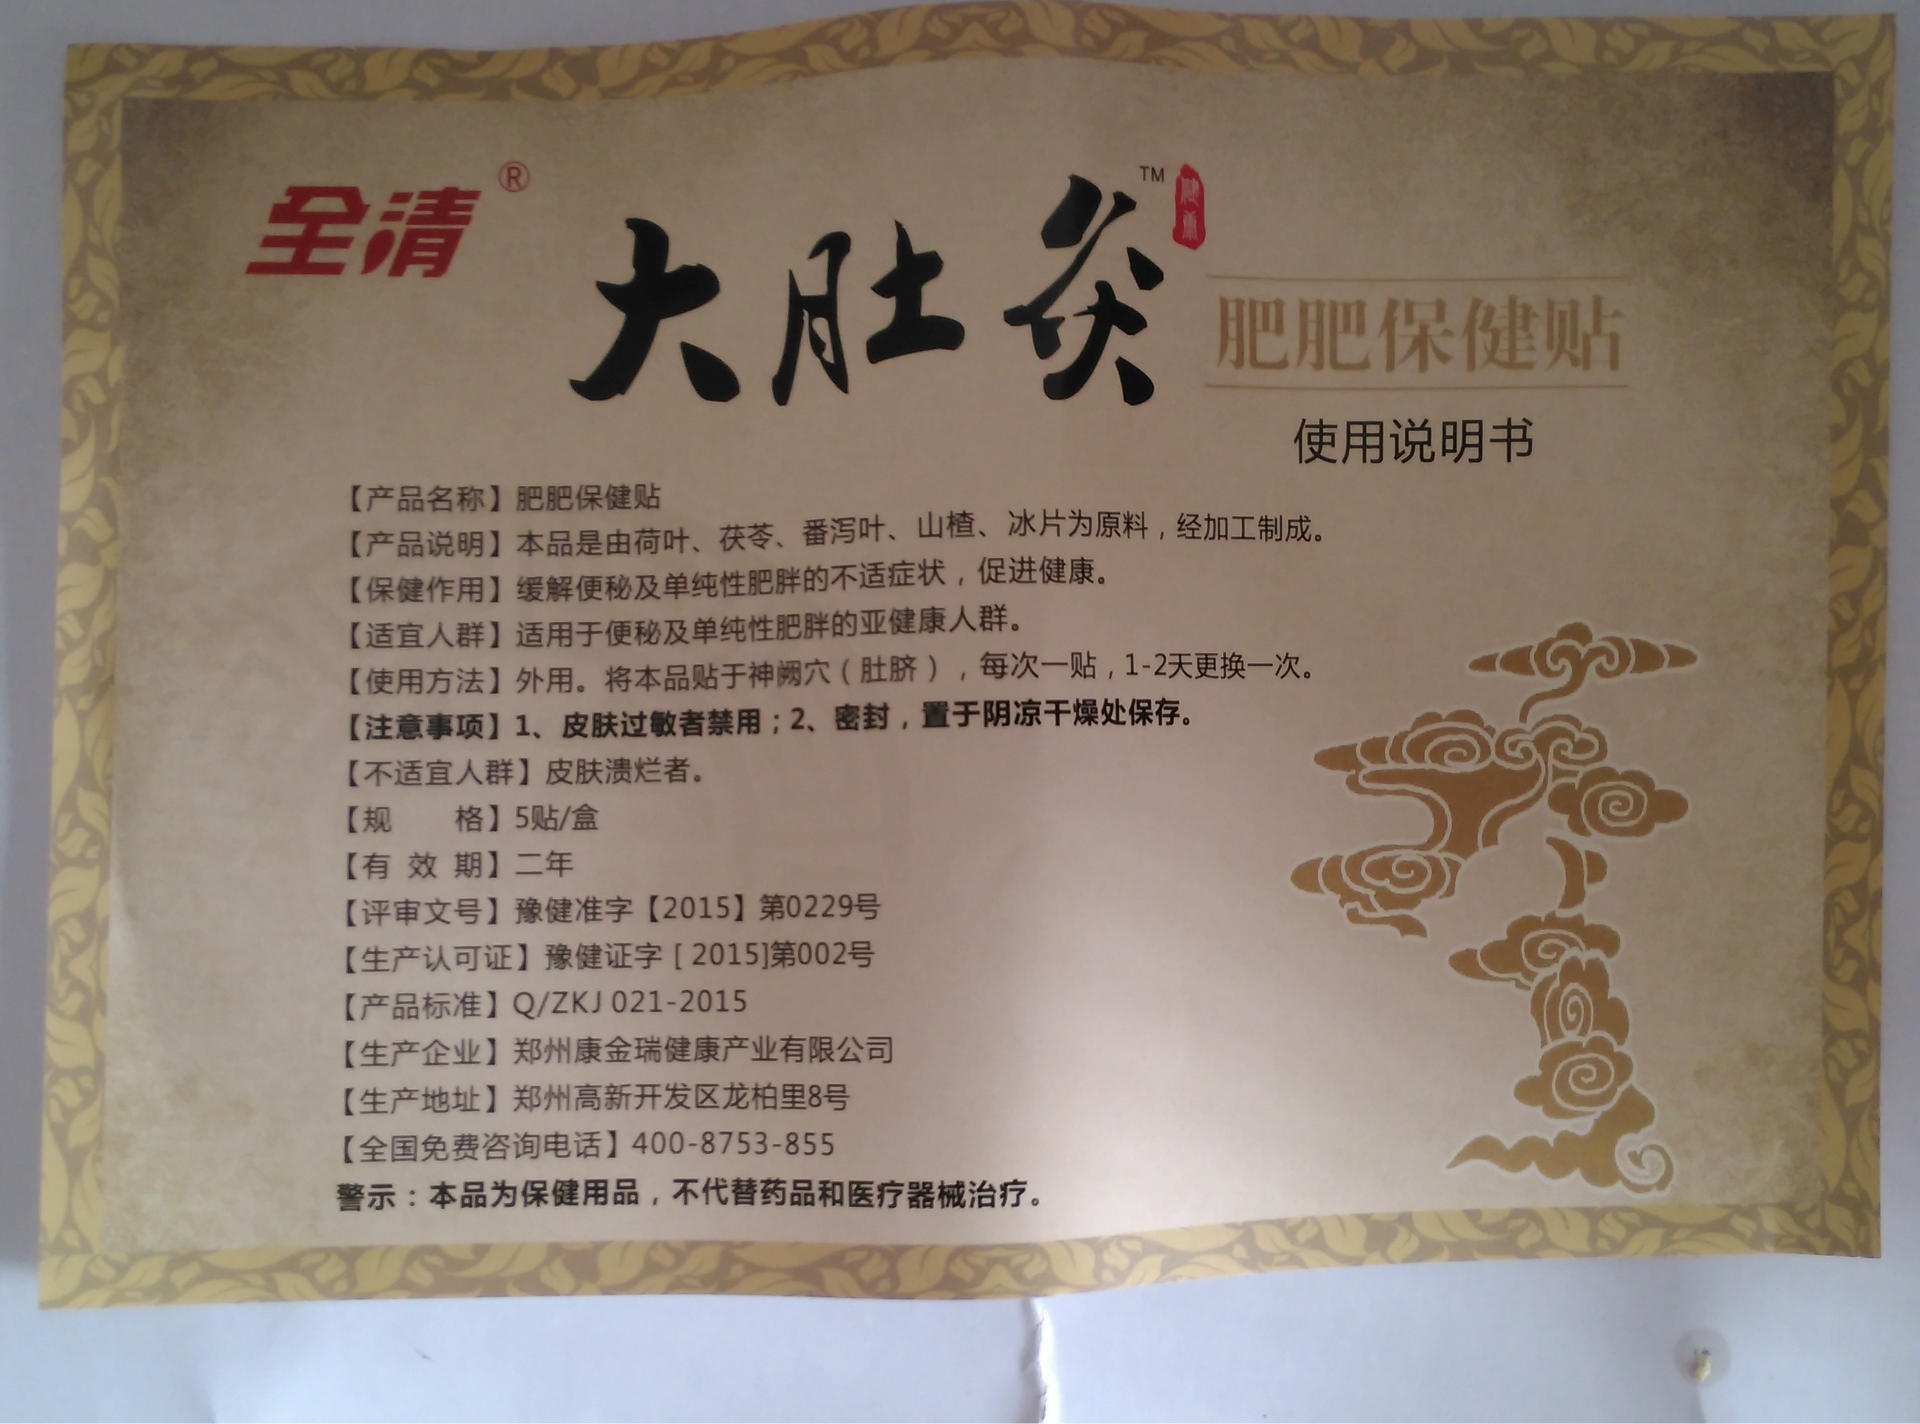 全清®
大肚灸™
健康
肥肥保健贴
使用说明书
【产品名称】肥肥保健贴
【产品说明】本品是由荷叶、茯苓、番泻叶、山楂、冰片为原料，经加工制成。
【保健作用】缓解便秘及单纯性肥胖的不适症状，促进健康。
【适宜人群】适用于便秘及单纯性肥胖的亚健康人群。
【使用方法】外用。将本品贴于神阙穴（肚脐），每次一贴，1-2天更换一次。
【注意事项】1、皮肤过敏者禁用；2、密封，置于阴凉干燥处保存。
【不适宜人群】皮肤溃烂者。
【规　　格】5贴/盒
【有 效 期】二年
【评审文号】豫健准字【2015】第0229号
【生产认可证】豫健证字 [ 2015]第002号
【产品标准】Q/ZKJ 021-2015
【生产企业】郑州康金瑞健康产业有限公司
【生产地址】郑州高新开发区龙柏里8号
【全国免费咨询电话】400-8753-855
警示：本品为保健用品，不代替药品和医疗器械治疗。